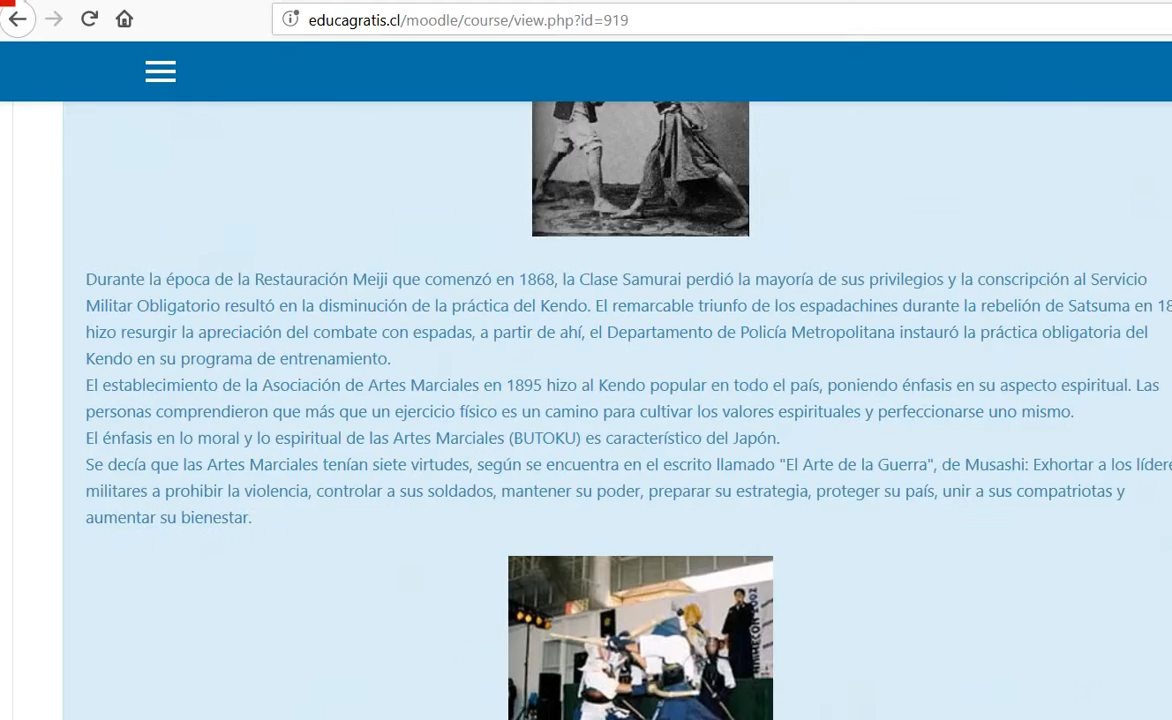 educagratis.cl/moodle/course/view.php?id=919
Durante la época de la Restauración Meiji que comenzó en 1868, la Clase Samurai perdió la mayoría de sus privilegios y la conscripción al Servicio
Militar Obligatorio resultó en la disminución de la práctica del Kendo. El remarcable triunfo de los espadachines durante la rebelión de Satsuma en 18
hizo resurgir la apreciación del combate con espadas, a partir de ahí, el Departamento de Policía Metropolitana instauró la práctica obligatoria del
Kendo en su programa de entrenamiento.
El establecimiento de la Asociación de Artes Marciales en 1895 hizo al Kendo popular en todo el país, poniendo énfasis en su aspecto espiritual. Las
personas comprendieron que más que un ejercicio físico es un camino para cultivar los valores espirituales y perfeccionarse uno mismo.
El énfasis en lo moral y lo espiritual de las Artes Marciales (BUTOKU) es característico del Japón.
Se decía que las Artes Marciales tenían siete virtudes, según se encuentra en el escrito llamado "El Arte de la Guerra", de Musashi: Exhortar a los lídere
militares a prohibir la violencia, controlar a sus soldados, mantener su poder, preparar su estrategia, proteger su país, unir a sus compatriotas y
aumentar su bienestar.